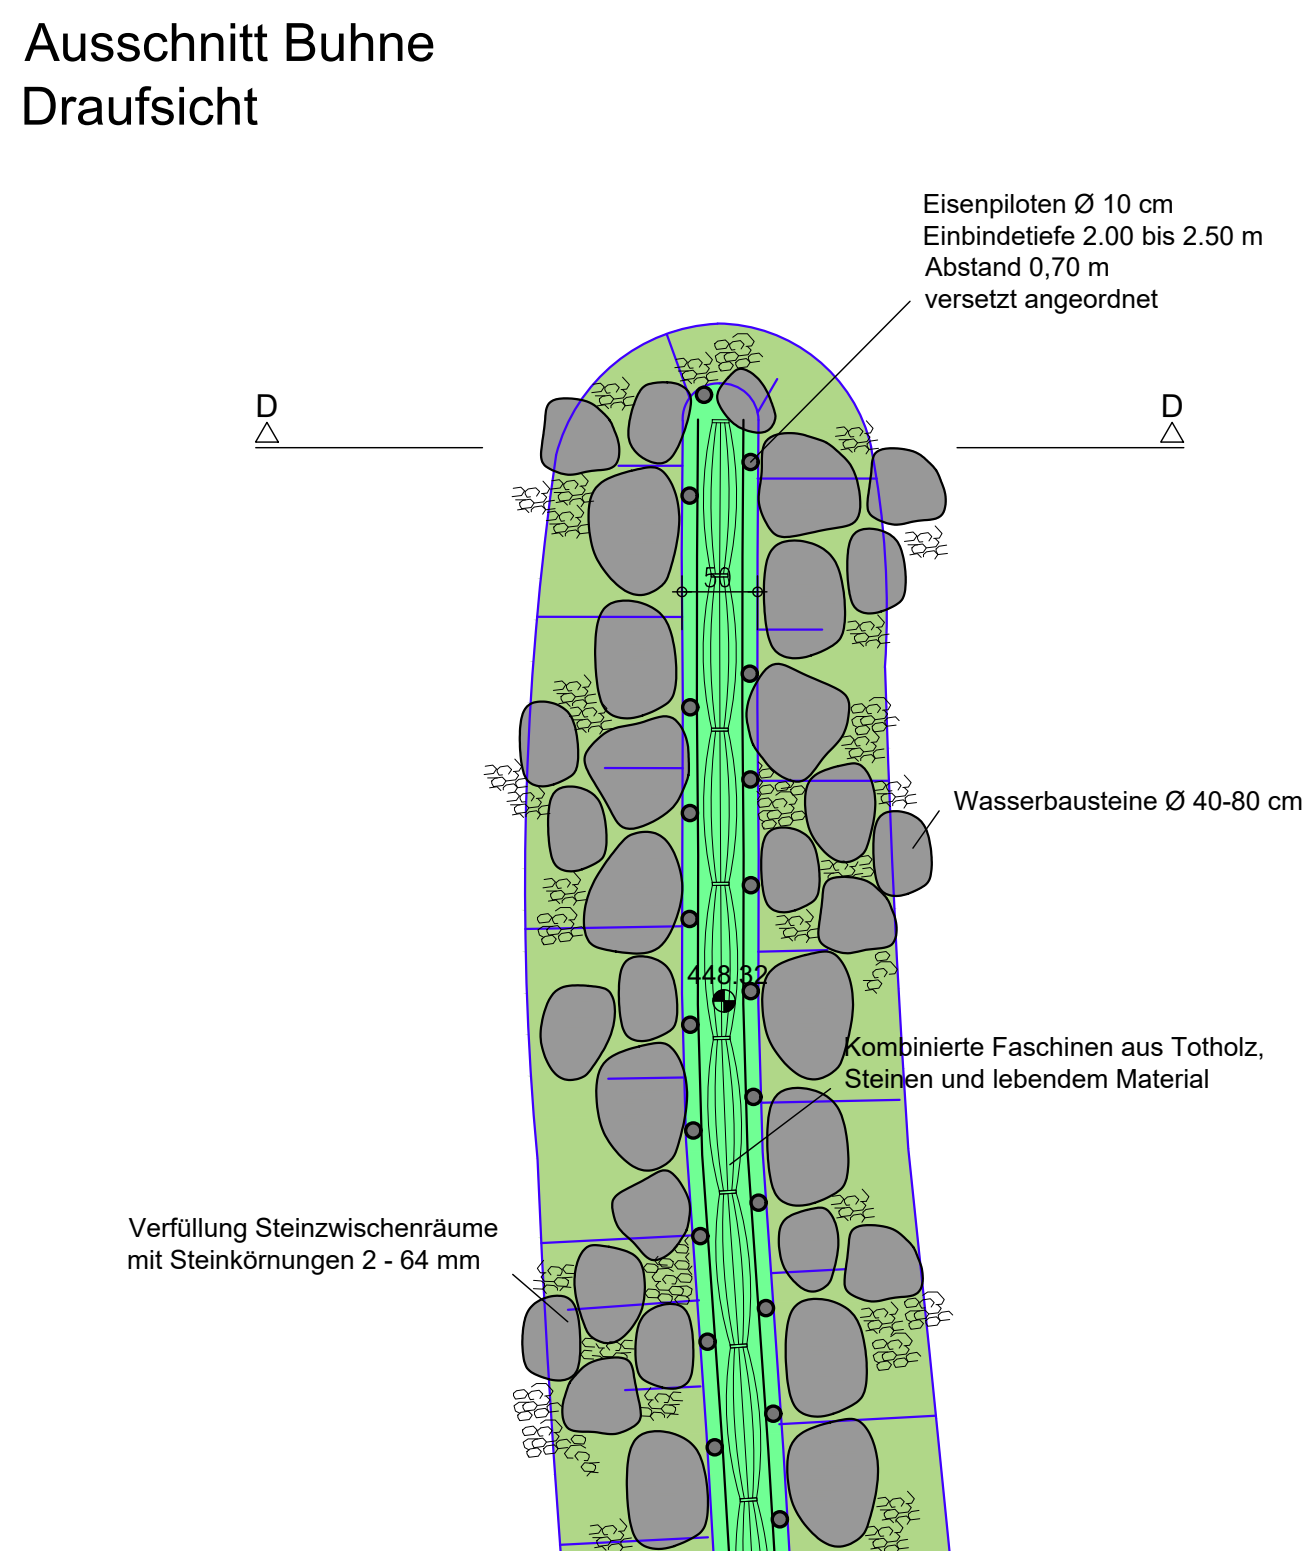 Ausschnitt Buhne
Draufsicht
Eisenpiloten Ø 10 cm
Einbindetiefe 2.00 bis 2.50 m
Abstand 0,70 m
versetzt angeordnet
D
D
50
Wasserbausteine Ø 40-80 cm
448.32
Kombinierte Faschinen aus Totholz,
Steinen und lebendem Material
Verfüllung Steinzwischenräume
mit Steinkörnungen 2 - 64 mm